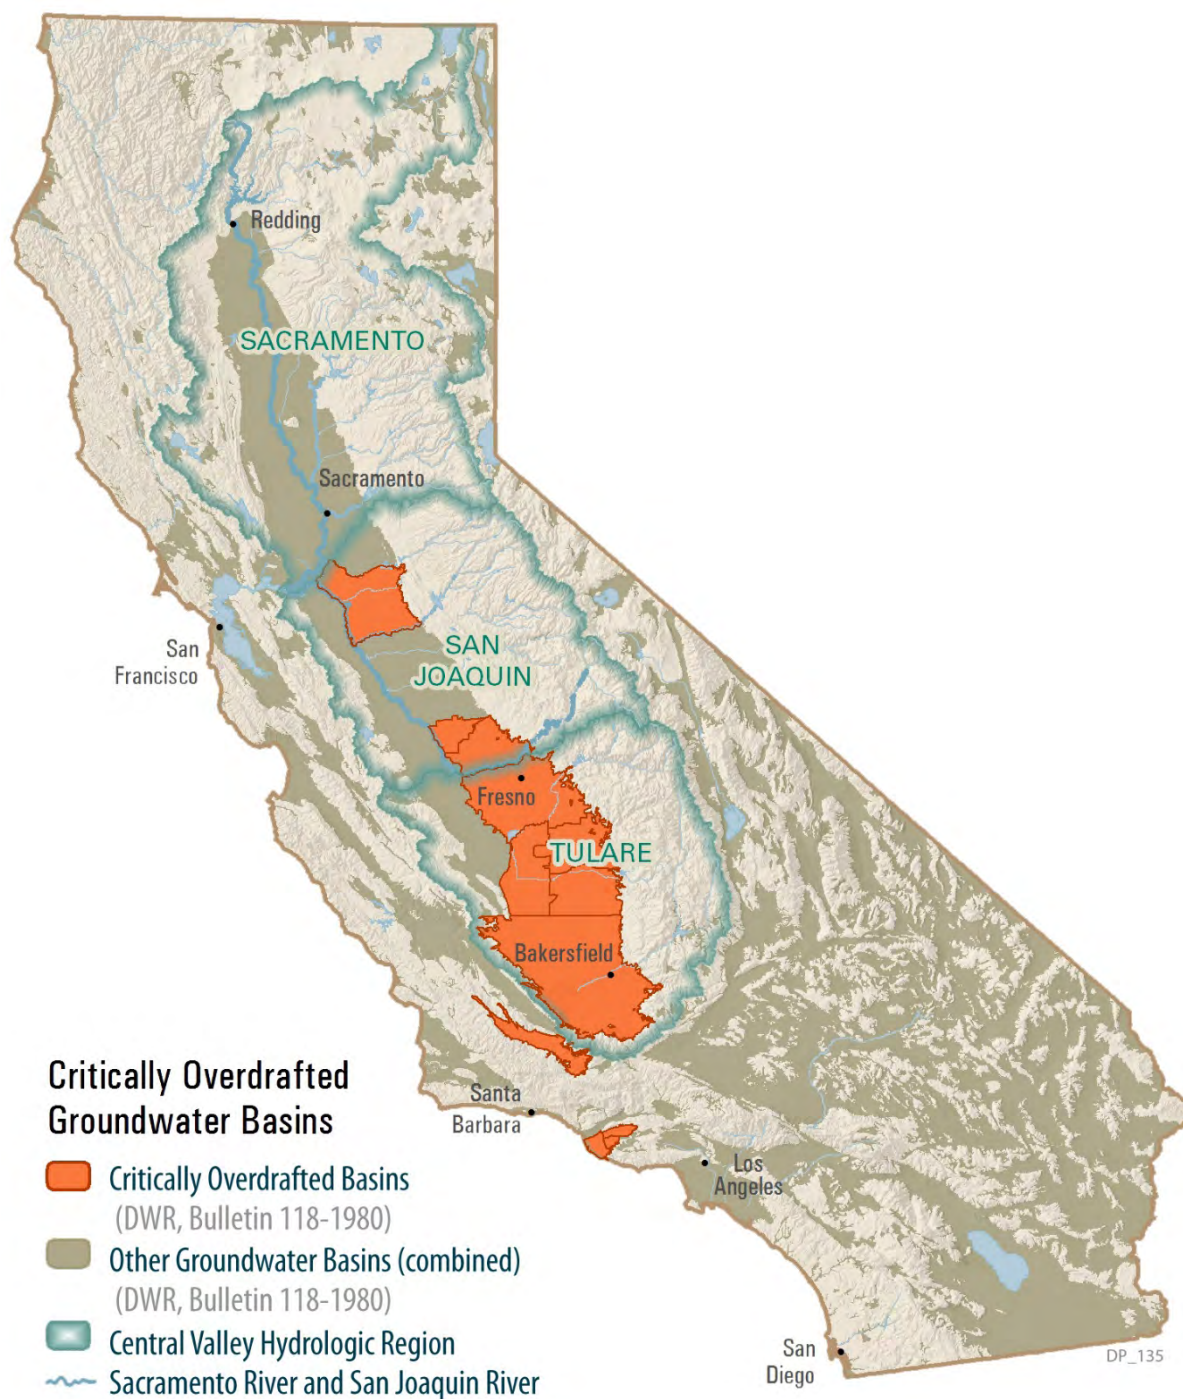 Redding
SACRAMENTO
Sacramento
San
Francisco
SAN
JOAQUIN
Fresno
TULARE
Bakersfield
Santa
Barbara
Los
Angeles
San
Diego
DP_135
Critically Overdrafted
Groundwater Basins
Critically Overdrafted Basins
(DWR, Bulletin 118-1980)
Other Groundwater Basins (combined)
(DWR, Bulletin 118-1980)
Central Valley Hydrologic Region
Sacramento River and San Joaquin River